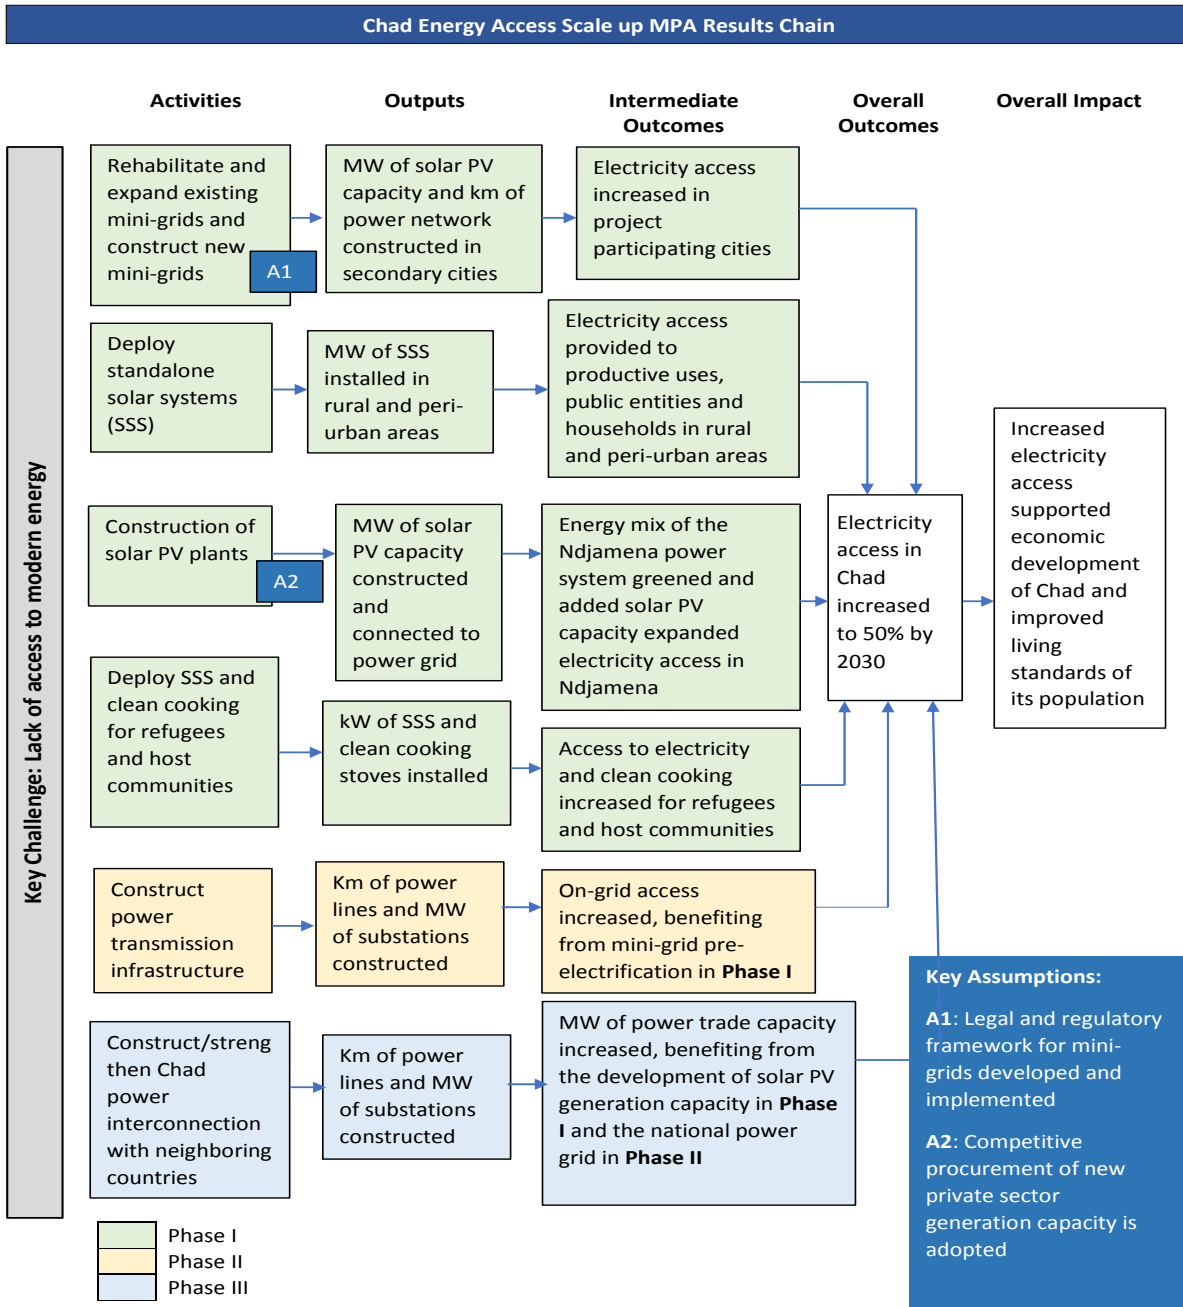 Chad Energy Access Scale up MPA Results Chain
Activities
Outputs
Intermediate
Outcomes
Overall
Outcomes
Overall Impact
Key Challenge: Lack of access to modern energy
Rehabilitate and
expand existing
mini-grids and
construct new
mini-grids
A1
MW of solar PV
capacity and km of
power network
constructed in
secondary cities
Electricity access
increased in
project
participating cities
Deploy
standalone
solar systems
(SSS)
MW of SSS
installed in
rural and peri-
urban areas
Electricity access
provided to
productive uses,
public entities and
households in rural
and peri-urban areas
Construction of
solar PV plants
A2
MW of solar
PV capacity
constructed
and
connected to
power grid
Energy mix of the
Ndjamena power
system greened and
added solar PV
capacity expanded
electricity access in
Ndjamena
Deploy SSS and
clean cooking
for refugees
and host
communities
kW of SSS and
clean cooking
stoves installed
Access to electricity
and clean cooking
increased for refugees
and host communities
Construct
power
transmission
infrastructure
Km of power
lines and MW
of substations
constructed
On-grid access
increased, benefiting
from mini-grid pre-
electrification in Phase I
Construct/streng
then Chad
power
interconnection
with neighboring
countries
Km of power
lines and MW
of substations
constructed
MW of power trade capacity
increased, benefiting from
the development of solar PV
generation capacity in Phase
I and the national power
grid in Phase II
Electricity
access in
Chad
increased
to 50% by
2030
Increased
electricity
access
supported
economic
development
of Chad and
improved
living
standards of
its population
Key Assumptions:
A1: Legal and regulatory
framework for mini-
grids developed and
implemented
A2: Competitive
procurement of new
private sector
generation capacity is
adopted
Phase I
Phase II
Phase III